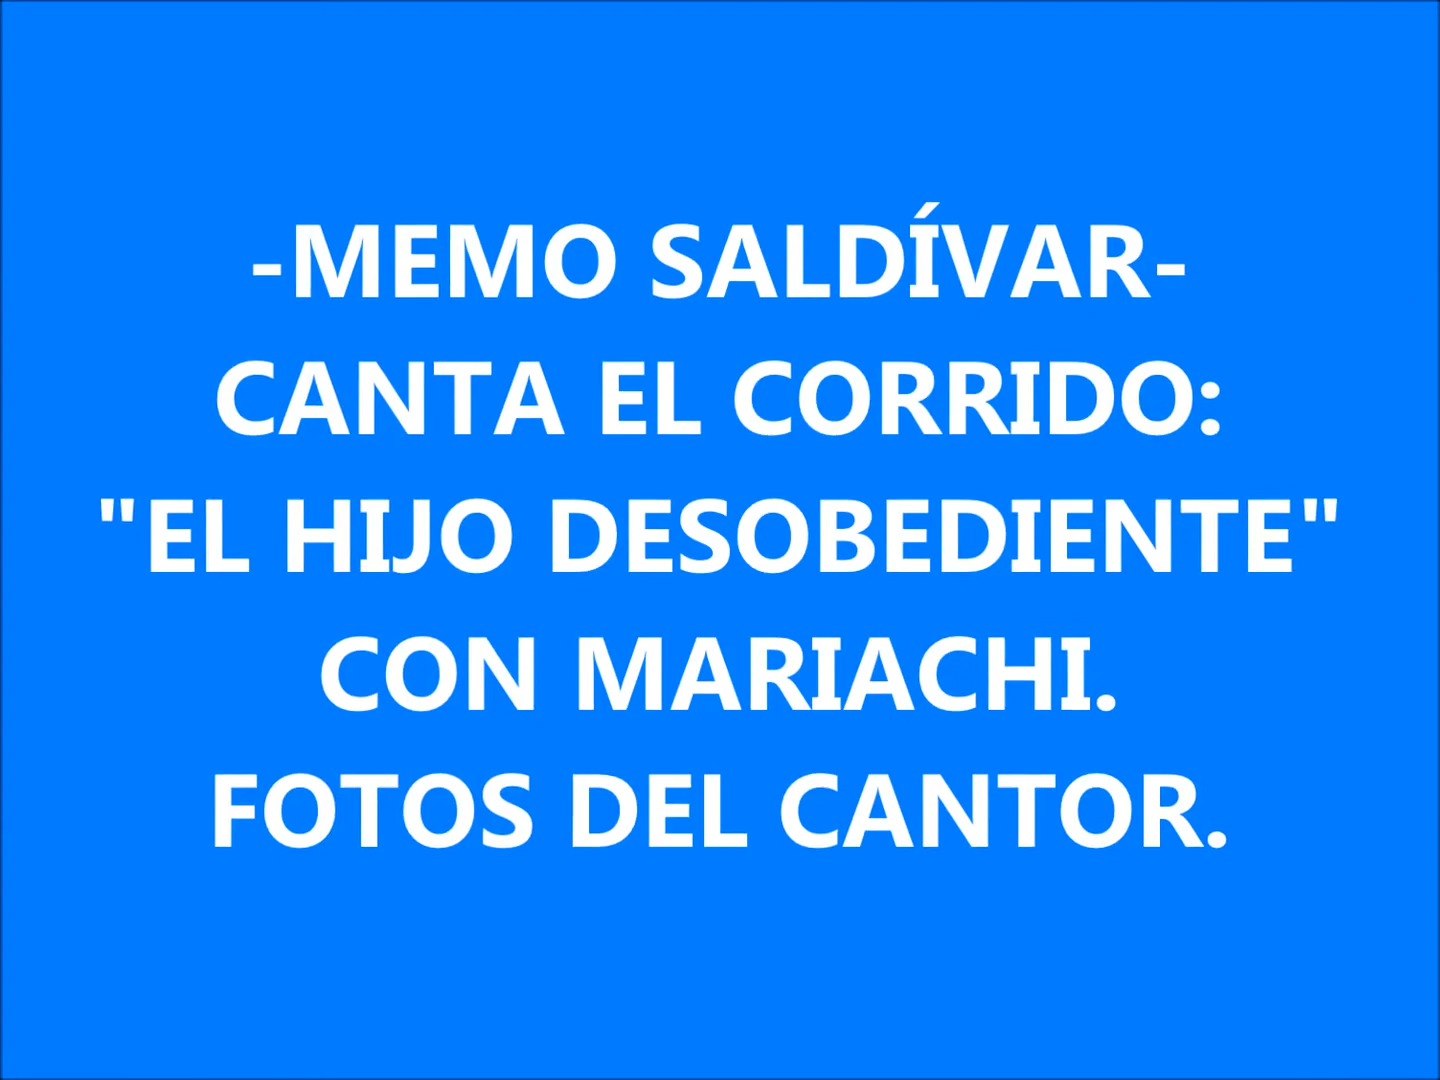 -MEMO SALDÍVAR-
CANTA EL CORRIDO:
"EL HIJO DESOBEDIENTE"
CON MARIACHI.
FOTOS DEL CANTOR.